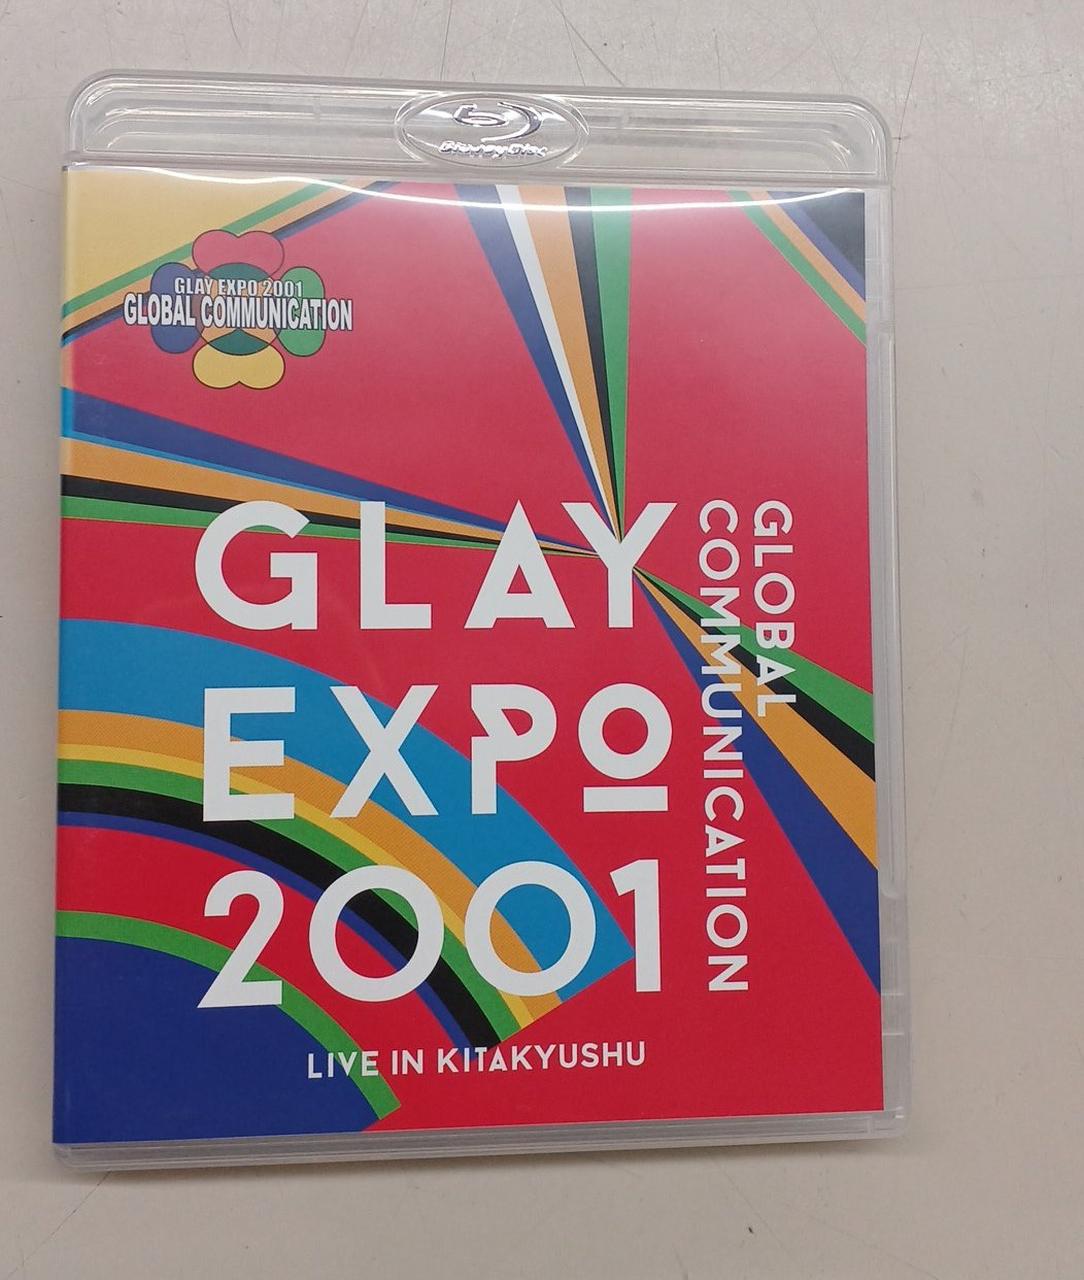 Blu-ray Disc
GLAY EXPO 2001
GLOBAL COMMUNICATION
GLAY
EXPO
2001
GLOBAL
COMMUNICATION
LIVE IN KITAKYUSHU